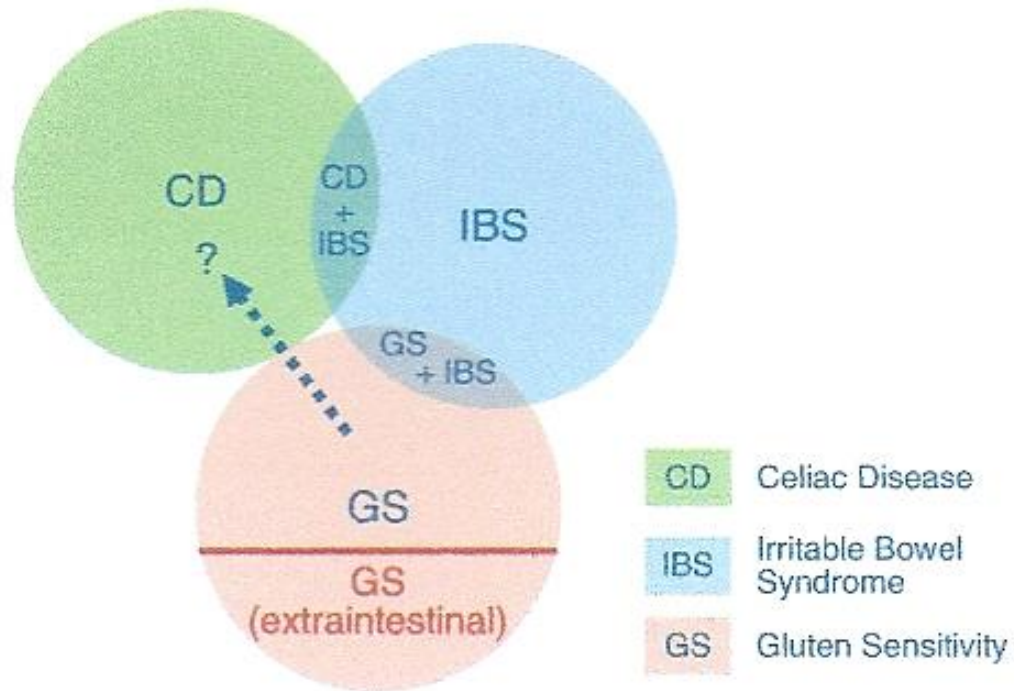 CD
?
CD
+
IBS
IBS
GS
+ IBS
GS
GS
(extraintestinal)
CD Celiac Disease
IBS Irritable Bowel
Syndrome
GS Gluten Sensitivity